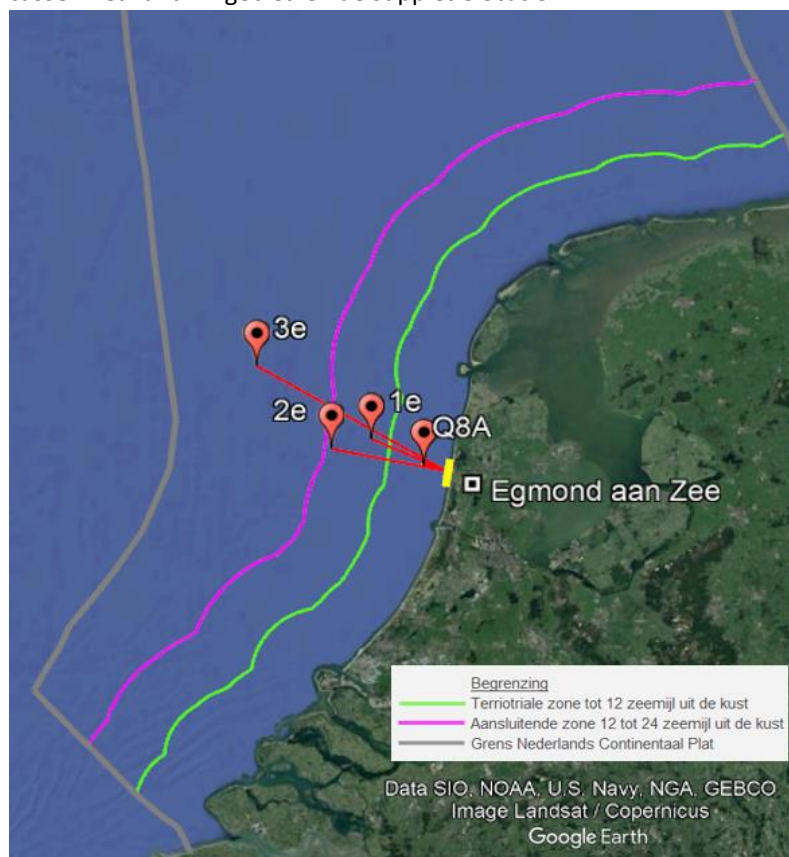 3e
1e
2e
Q8A
Egmond aan Zee
Begrenzing
Terriotriale zone tot 12 zeemijl uit de kust
Aansluitende zone 12 tot 24 zeemijl uit de kust
Grens Nederlands Continentaal Plat
Data SIO, NOAA, U.S. Navy, NGA, GEBCO
Image Landsat / Copernicus
Google Earth